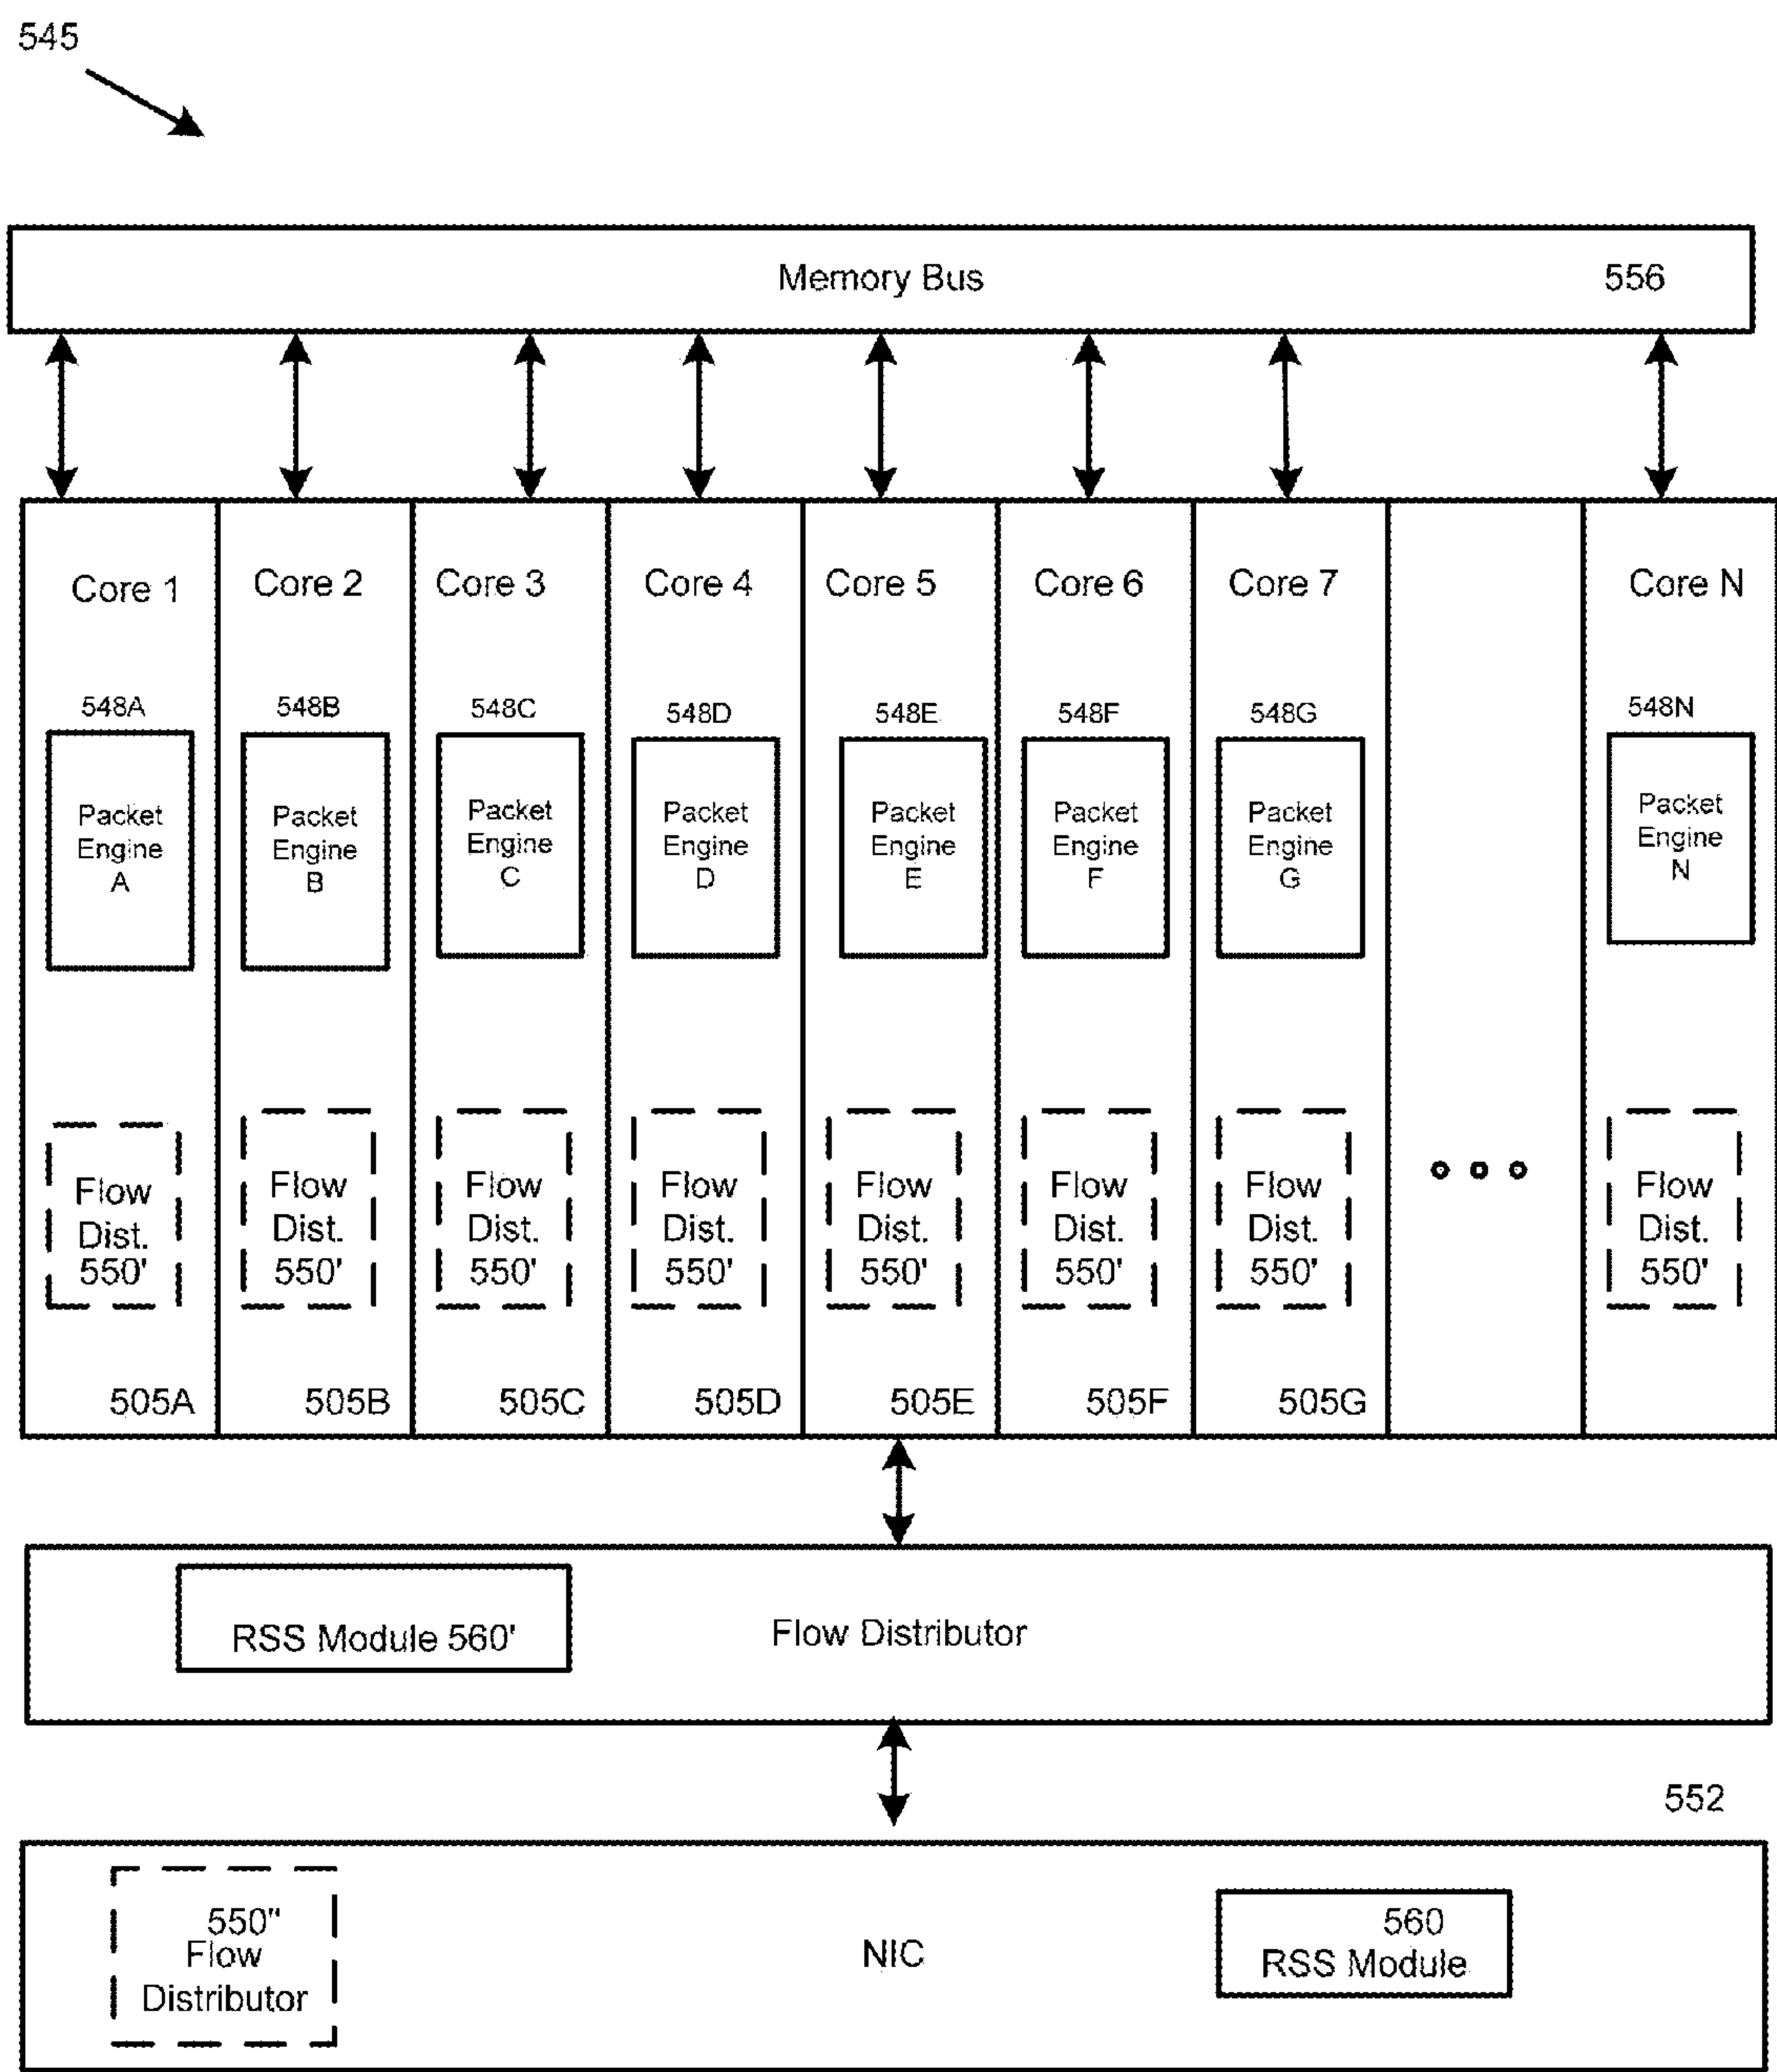 545
Memory Bus 556
Core 1 Core 2 Core 3 Core 4 Core 5 Core 6 Core 7 Core N
548A 548B 548C 548D 548E 548F 548G 548N
Packet Packet Packet Packet Packet Packet Packet Packet
Engine Engine Engine Engine Engine Engine Engine Engine
A B C D E F G N
Flow Flow Flow Flow Flow Flow Flow Flow
Dist. Dist. Dist. Dist. Dist. Dist. Dist. Dist.
550' 550' 550' 550' 550' 550' 550' 550'
505A 505B 505C 505D 505E 505F 505G
RSS Module 560' Flow Distributor
552
550" 560
Flow NIC RSS Module
Distributor